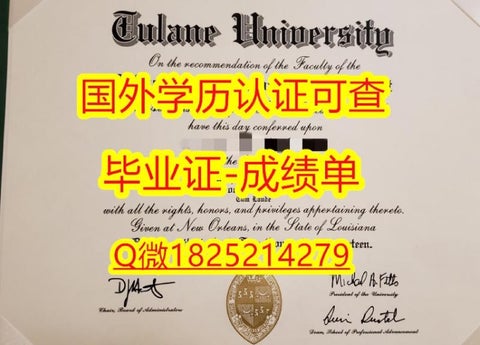 Tulane University
On the recommendation of the Faculty of the
国外学历认证可查
have this day conferred upon
the
毕业证-成绩单
Cum Laude
with all the rights, honors, and privileges appertaining thereto.
Given at New Orleans, in the State of Louisiana
Q微1825214279
teen.
Chair, Board of Administrators
President of the University
Dean, School of Professional Advancement